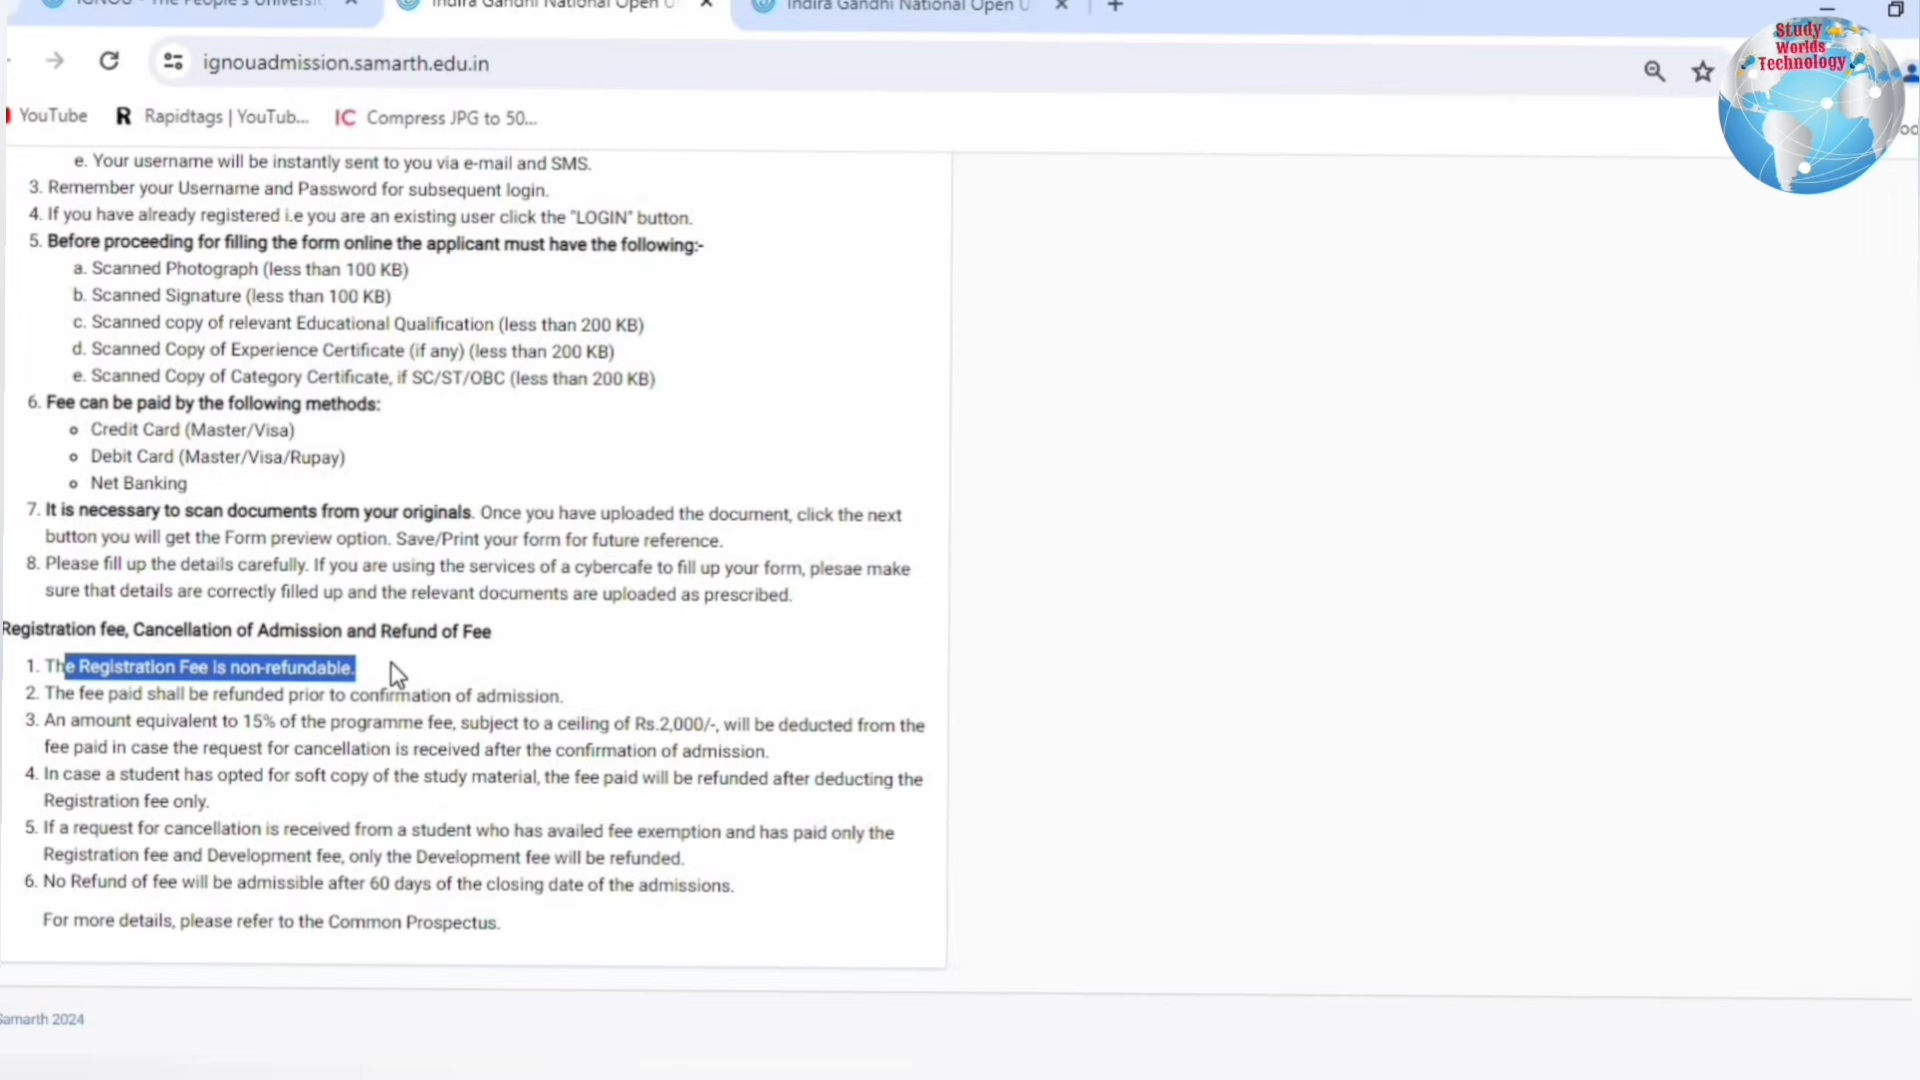 Indira Gandhi National Open U
Indira Gandhi National Open U
ignouadmission.samarth.edu.in
Study
Worlds
Technology
YouTube
Rapidtags | YouTub...
IC Compress JPG to 50...
e. Your username will be instantly sent to you via e-mail and SMS.
3. Remember your Username and Password for subsequent login.
4. If you have already registered i.e you are an existing user click the "LOGIN" button.
5. Before proceeding for filling the form online the applicant must have the following:-
a. Scanned Photograph (less than 100 KB)
b. Scanned Signature (less than 100 KB)
c. Scanned copy of relevant Educational Qualification (less than 200 KB)
d. Scanned Copy of Experience Certificate (if any) (less than 200 KB)
e. Scanned Copy of Category Certificate, if SC/ST/OBC (less than 200 KB)
6. Fee can be paid by the following methods:
Credit Card (Master/Visa)
Debit Card (Master/Visa/Rupay)
Net Banking
7. It is necessary to scan documents from your originals. Once you have uploaded the document, click the next
button you will get the Form preview option. Save/Print your form for future reference.
8. Please fill up the details carefully. If you are using the services of a cybercafe to fill up your form, plesae make
sure that details are correctly filled up and the relevant documents are uploaded as prescribed.
Registration fee, Cancellation of Admission and Refund of Fee
1. The Registration Fee is non-refundable.
2. The fee paid shall be refunded prior to confirmation of admission.
3. An amount equivalent to 15% of the programme fee, subject to a ceiling of Rs.2,000/-, will be deducted from the
fee paid in case the request for cancellation is received after the confirmation of admission.
4. In case a student has opted for soft copy of the study material, the fee paid will be refunded after deducting the
Registration fee only.
5. If a request for cancellation is received from a student who has availed fee exemption and has paid only the
Registration fee and Development fee, only the Development fee will be refunded.
6. No Refund of fee will be admissible after 60 days of the closing date of the admissions.
For more details, please refer to the Common Prospectus.
Samarth 2024